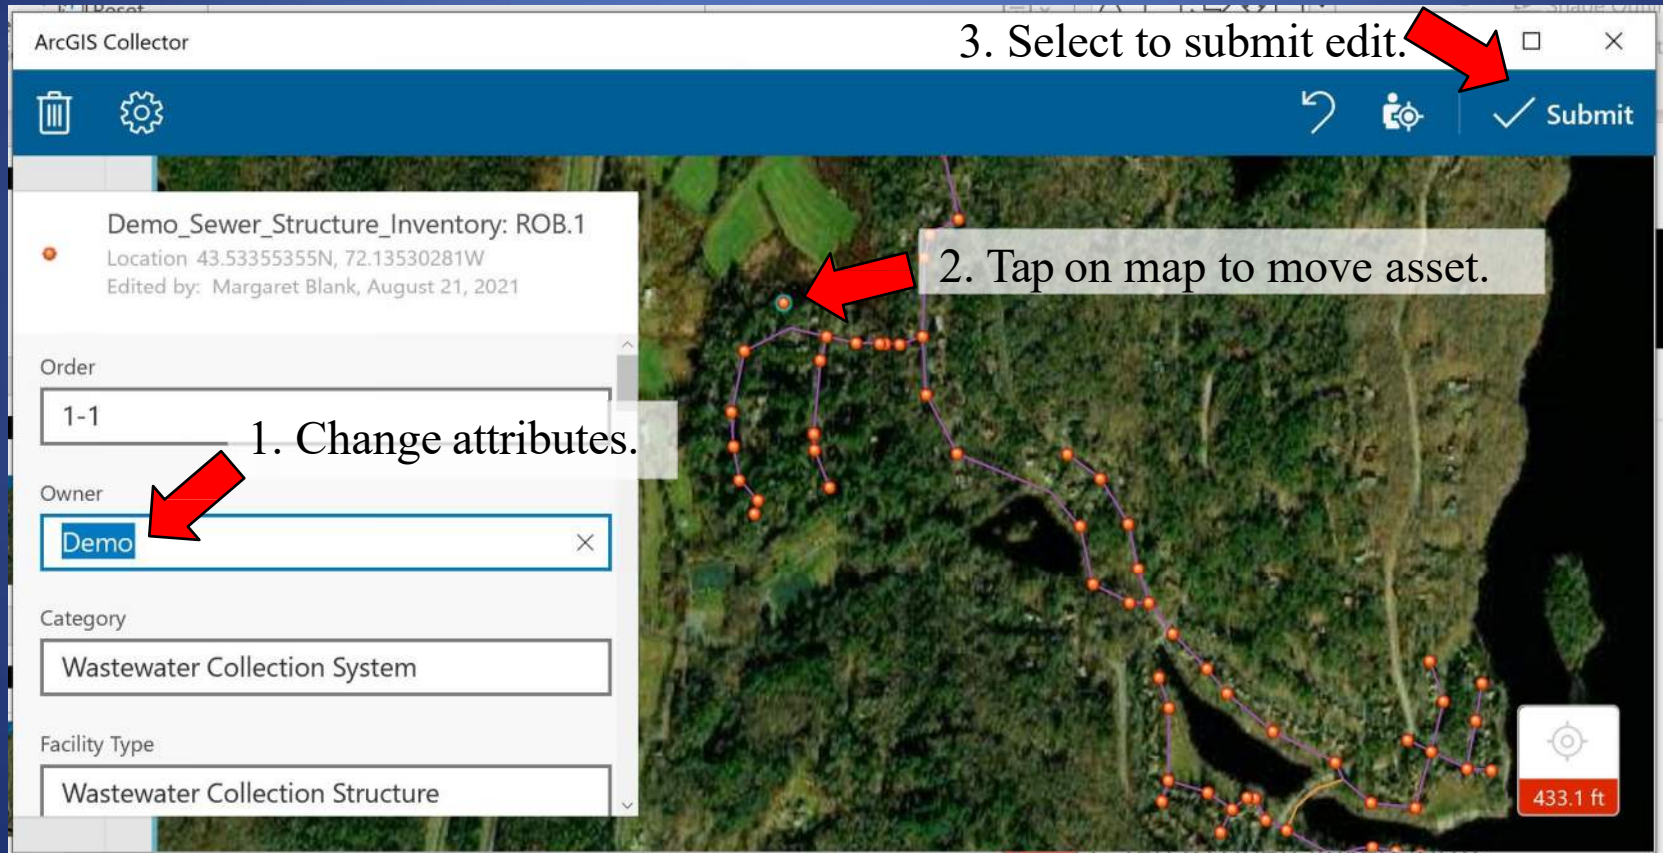 Reset
3. Select to submit edit.
ArcGIS Collector
Submit
Demo_Sewer_Structure_Inventory: ROB.1
Location 43.53355355N, 72.13530281W
Edited by: Margaret Blank, August 21, 2021
2. Tap on map to move asset.
Order
1-1
1. Change attributes.
Owner
Demo
Category
Wastewater Collection System
Facility Type
Wastewater Collection Structure
433.1 ft